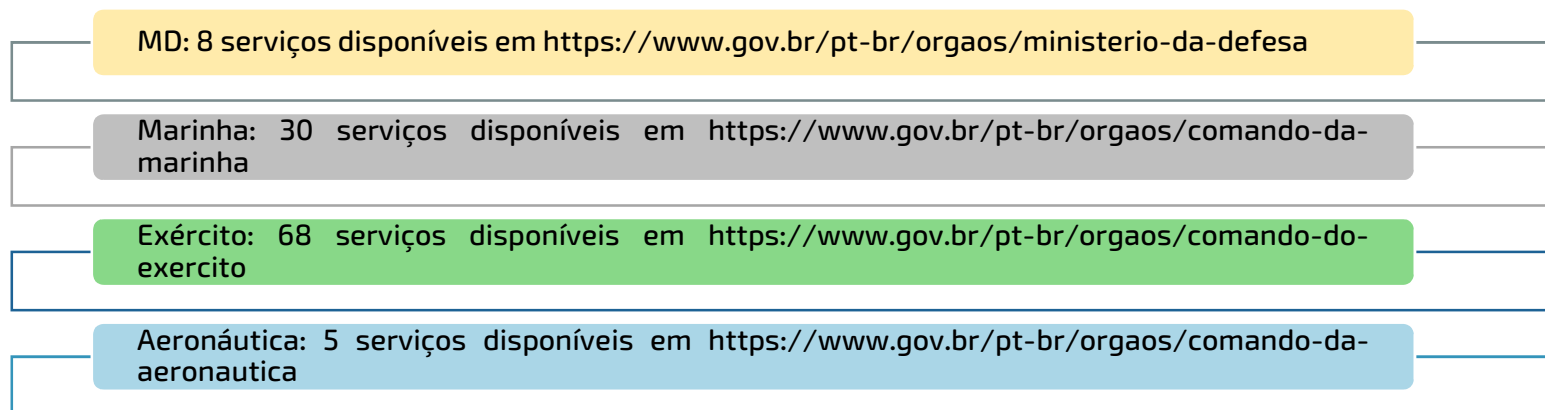 MD: 8 serviços disponíveis em https://www.gov.br/pt-br/orgaos/ministerio-da-defesa
Marinha: 30 serviços disponíveis em https://www.gov.br/pt-br/orgaos/comando-da-
marinha
Exército: 68 serviços disponíveis em https://www.gov.br/pt-br/orgaos/comando-do-
exercito
Aeronáutica: 5 serviços disponíveis em https://www.gov.br/pt-br/orgaos/comando-da-
aeronautica